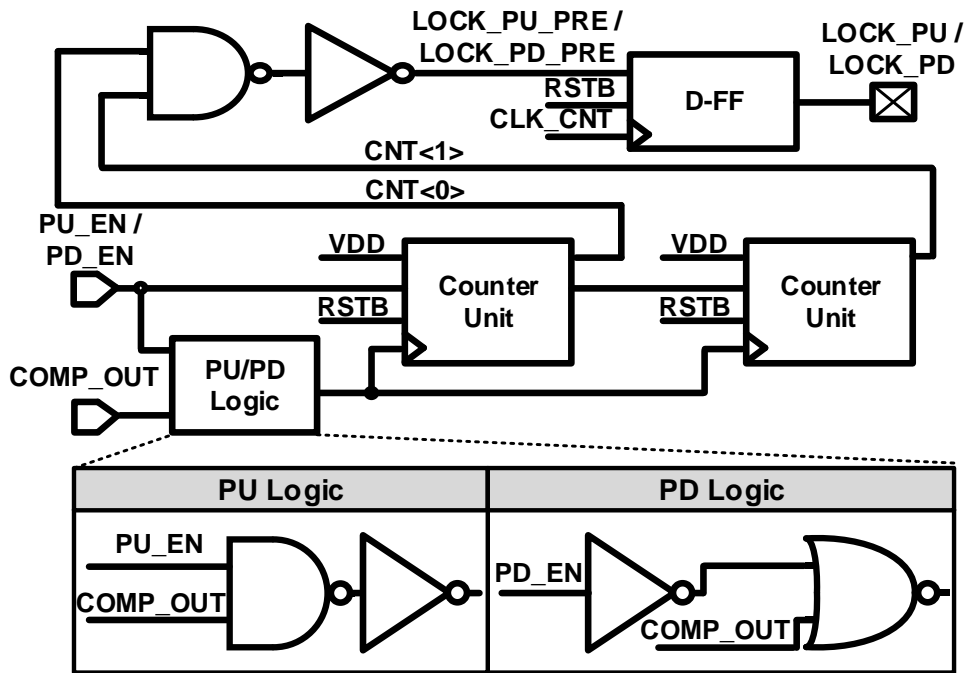 LOCK_PU_PRE /
LOCK_PD_PRE
LOCK_PU /
LOCK_PD
RSTB
D-FF
CLK_CNT
CNT<1>
CNT<0>
PU_EN /
PD_EN
VDD
VDD
Counter
Unit
Counter
Unit
RSTB
RSTB
COMP_OUT
PU/PD
Logic
PU Logic
PD Logic
PU_EN
COMP_OUT
PD_EN
COMP_OUT